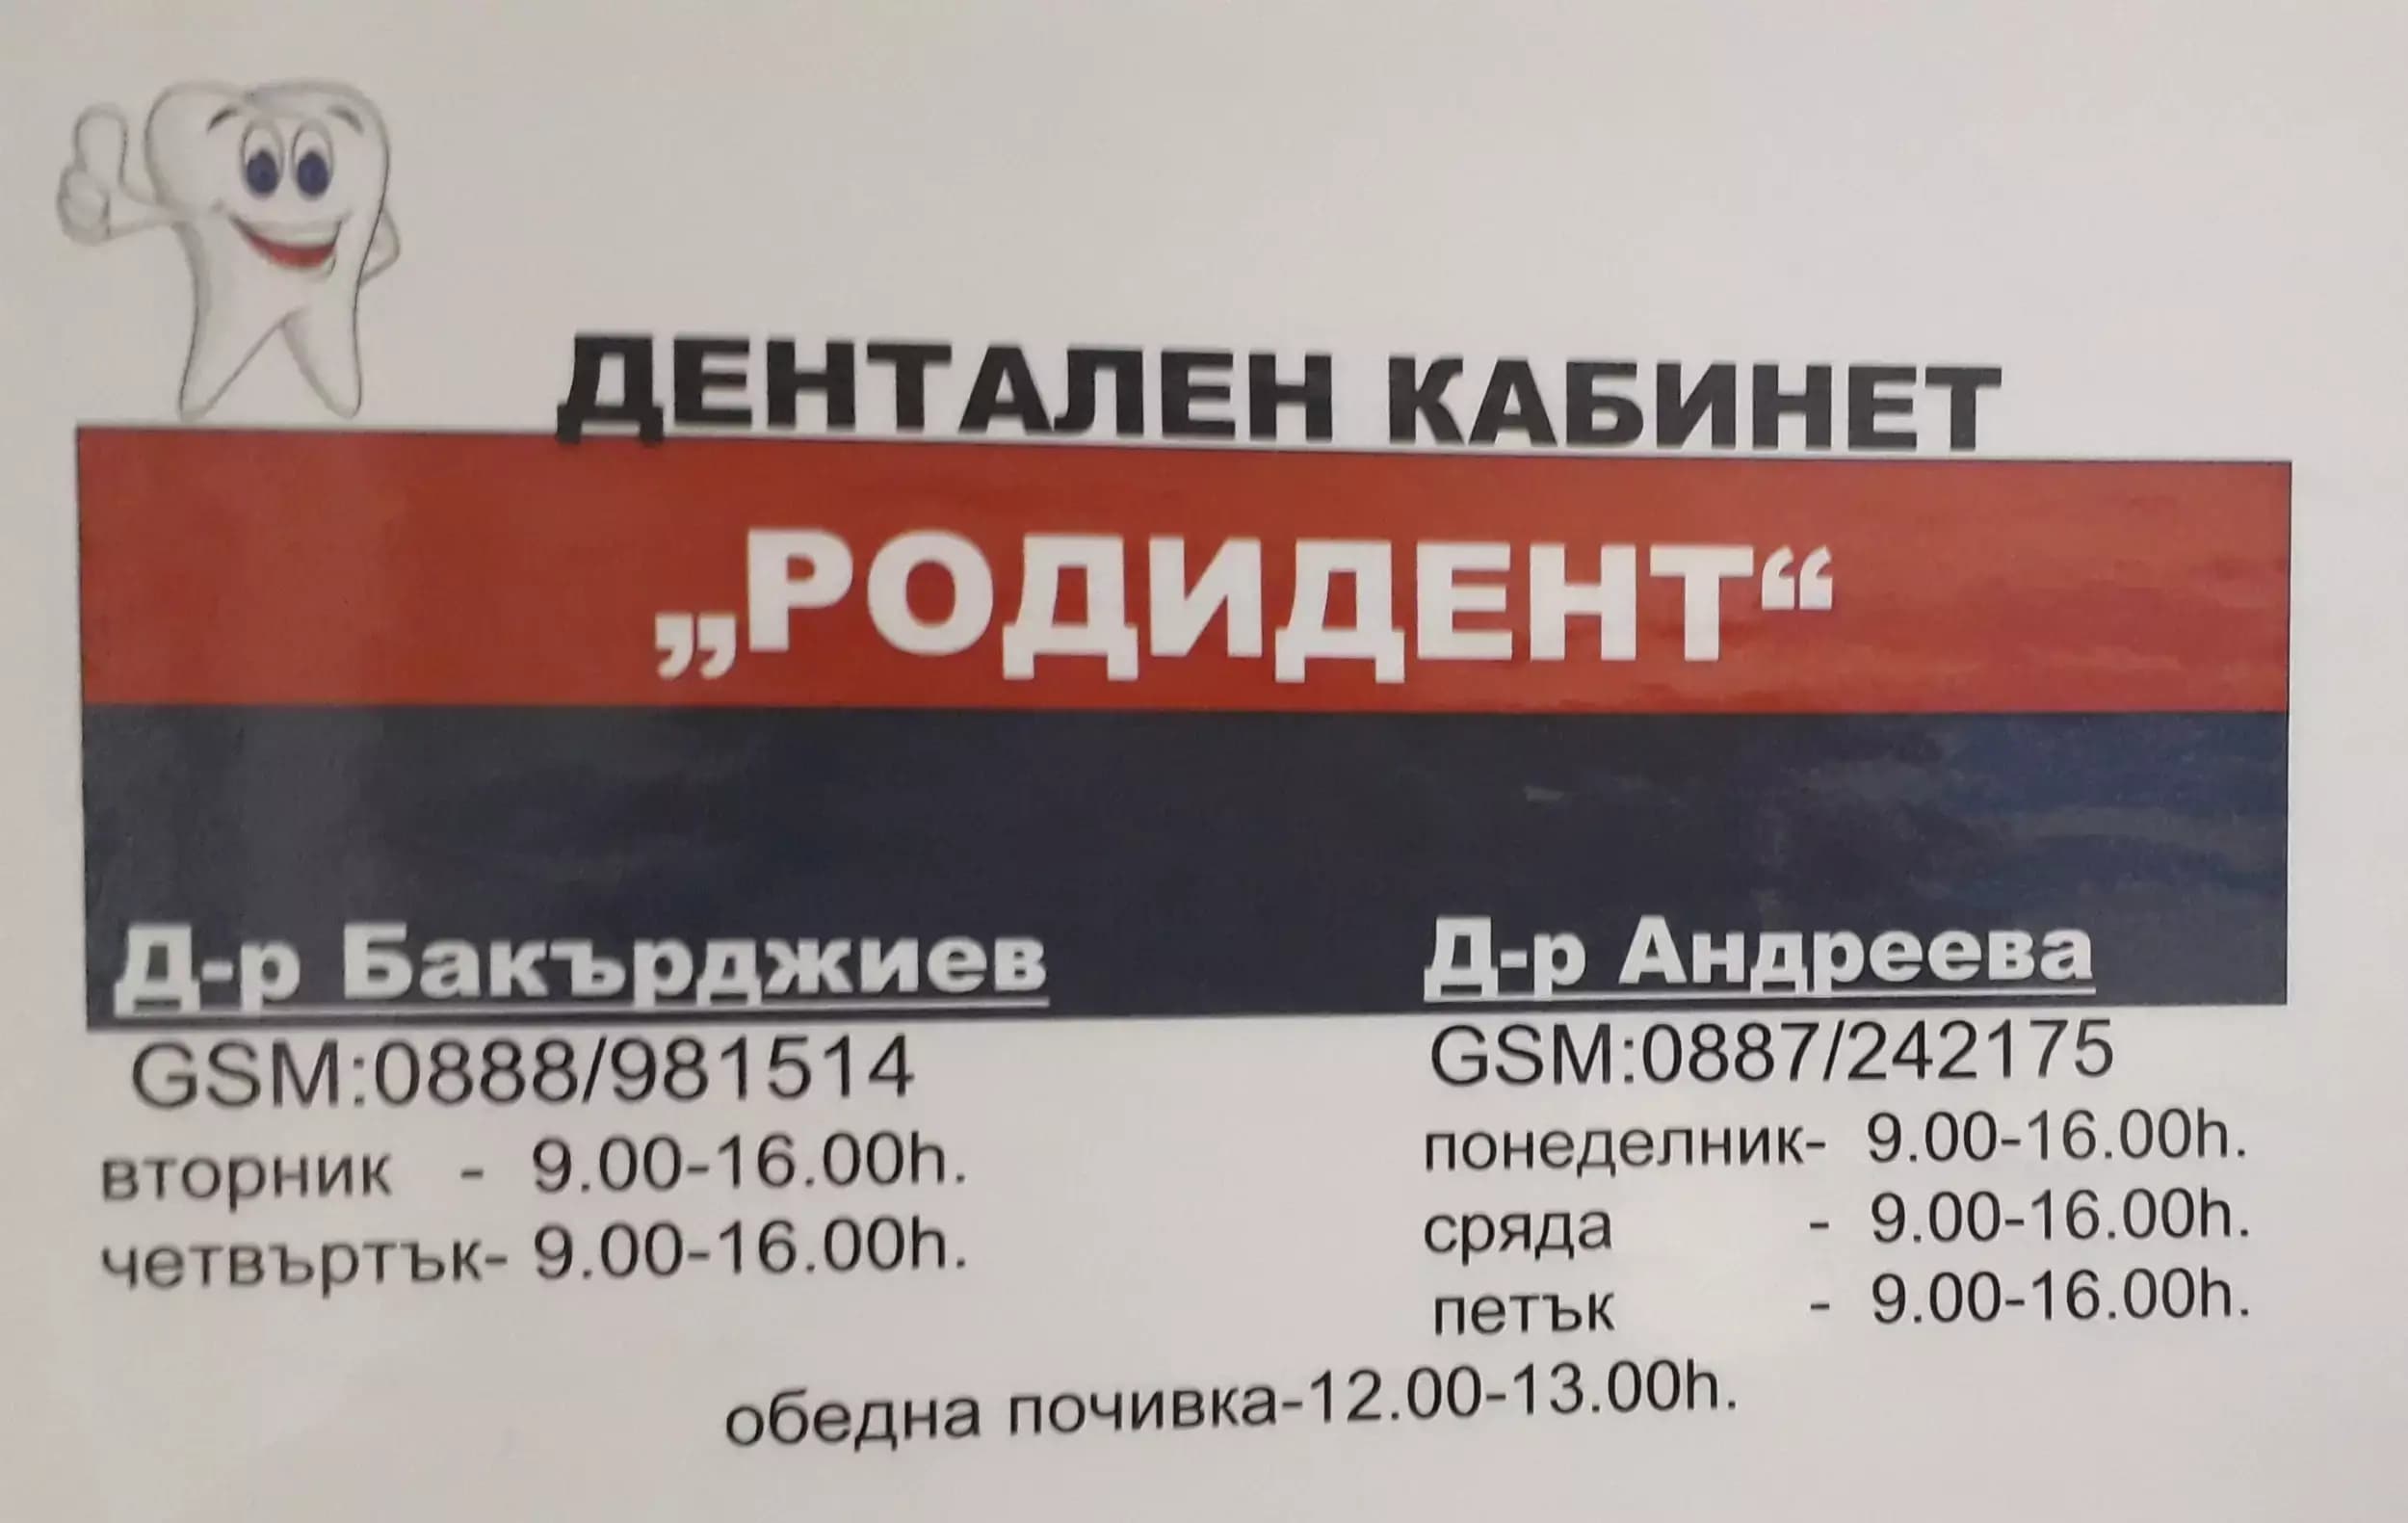 ДЕНТАЛЕН КАБИНЕТ
„РОДИДЕНТ“
Д-р Бакърджиев
GSM:0888/981514
вторник - 9.00-16.00h.
четвъртък- 9.00-16.00h.
Д-р Андреева
GSM:0887/242175
понеделник- 9.00-16.00h.
сряда - 9.00-16.00h.
петък - 9.00-16.00h.
обедна почивка-12.00-13.00h.